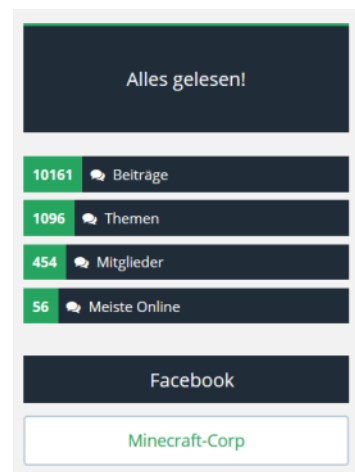 Alles gelesen!
10161 Beiträge
1096 Themen
454 Mitglieder
56 Meiste Online
Facebook
Minecraft-Corp